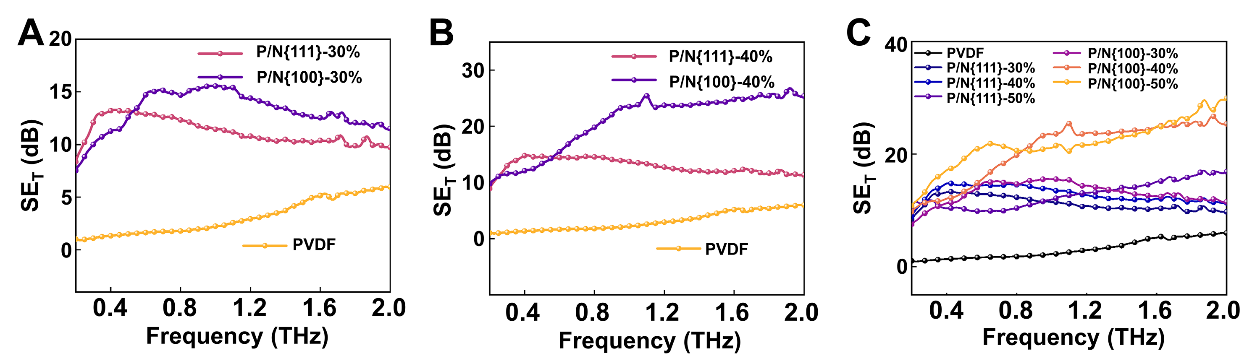 A
20
15
10
5
0
SET (dB)
P/N{111}-30%
P/N{100}-30%
PVDF
0.4 0.8 1.2 1.6 2.0
Frequency (THz)
B
30
20
10
0
SET (dB)
P/N{111}-40%
P/N{100}-40%
PVDF
0.4 0.8 1.2 1.6 2.0
Frequency (THz)
C
40
20
0
SET (dB)
PVDF
P/N{111}-30%
P/N{111}-40%
P/N{111}-50%
P/N{100}-30%
P/N{100}-40%
P/N{100}-50%
0.4 0.8 1.2 1.6 2.0
Frequency (THz)